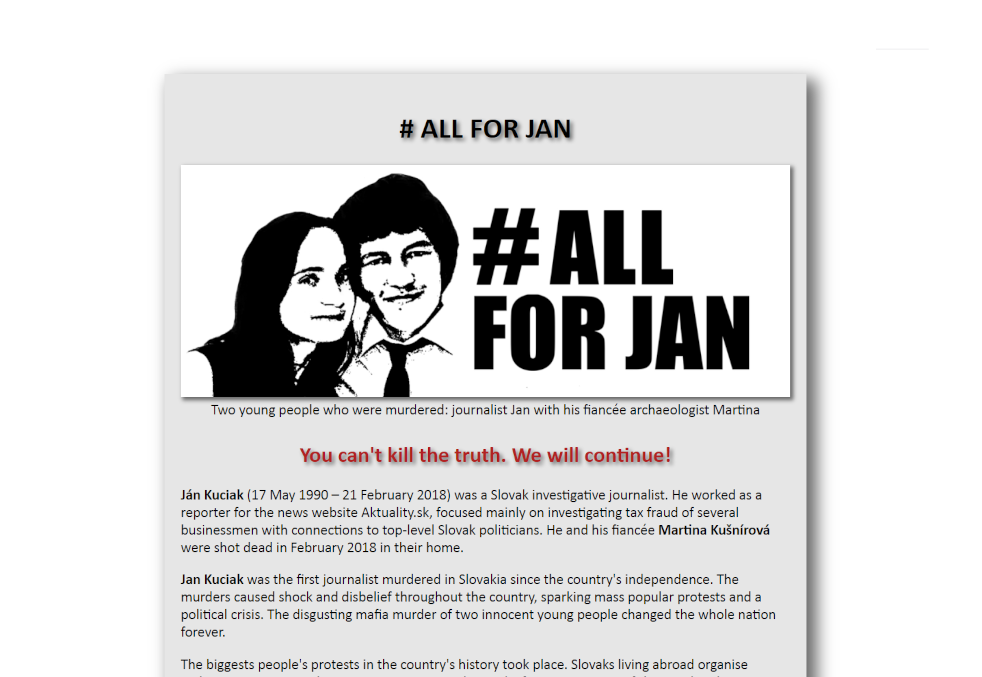 # ALL FOR JAN
# ALL
FOR JAN
Two young people who were murdered: journalist Jan with his fiancée archaeologist Martina
You can't kill the truth. We will continue!
Ján Kuciak (17 May 1990 – 21 February 2018) was a Slovak investigative journalist. He worked as a
reporter for the news website Aktuality.sk, focused mainly on investigating tax fraud of several
businessmen with connections to top-level Slovak politicians. He and his fiancée Martina Kušnírová
were shot dead in February 2018 in their home.
Jan Kuciak was the first journalist murdered in Slovakia since the country's independence. The
murders caused shock and disbelief throughout the country, sparking mass popular protests and a
political crisis. The disgusting mafia murder of two innocent young people changed the whole nation
forever.
The biggests people's protests in the country's history took place. Slovaks living abroad organise